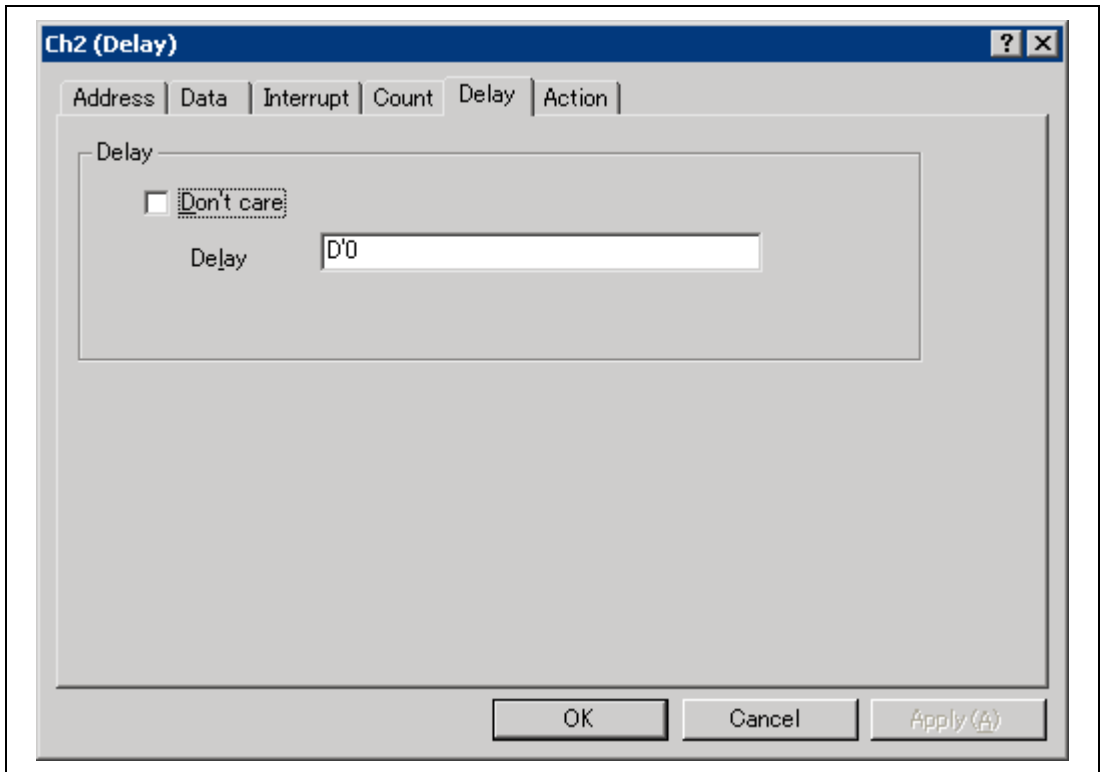 Ch2 (Delay)
Address Data Interrupt Count Delay Action
Delay
Don't care
Delay D'0
OK Cancel Apply (A)